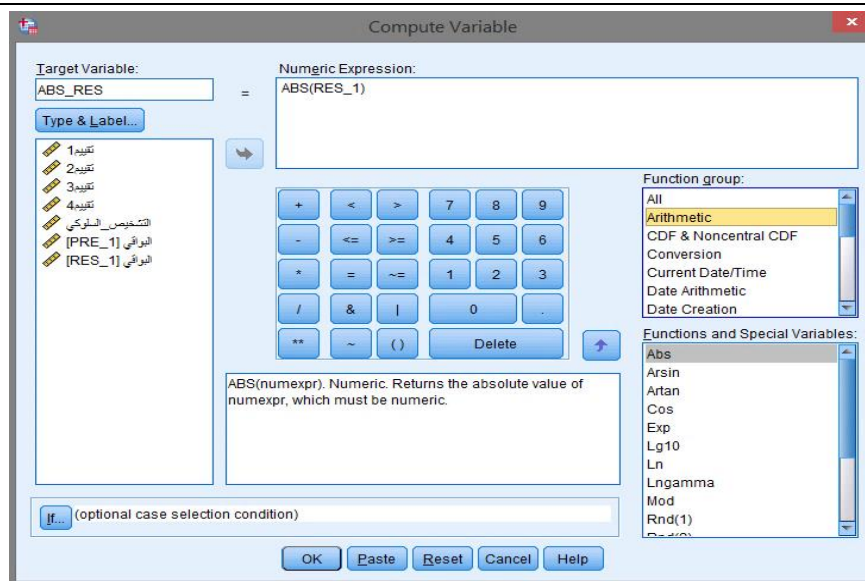 Compute Variable
Target Variable:
ABS_RES
=
Numeric Expression:
ABS(RES_1)
Type & Label...
تقييم1
تقييم2
تقييم3
تقييم4
التشخيص_السلوكي
البواقي [PRE_1]
البواقي [RES_1]
+ < > 7 8 9
- <= >= 4 5 6
* = ~= 1 2 3
/ & | 0 .
** ~ ( ) Delete
ABS(numexpr). Numeric. Returns the absolute value of
numexpr, which must be numeric.
Function group:
All
Arithmetic
CDF & Noncentral CDF
Conversion
Current Date/Time
Date Arithmetic
Date Creation
Functions and Special Variables:
Abs
Arsin
Artan
Cos
Exp
Lg10
Ln
Lngamma
Mod
Rnd(1)
If... (optional case selection condition)
OK Paste Reset Cancel Help